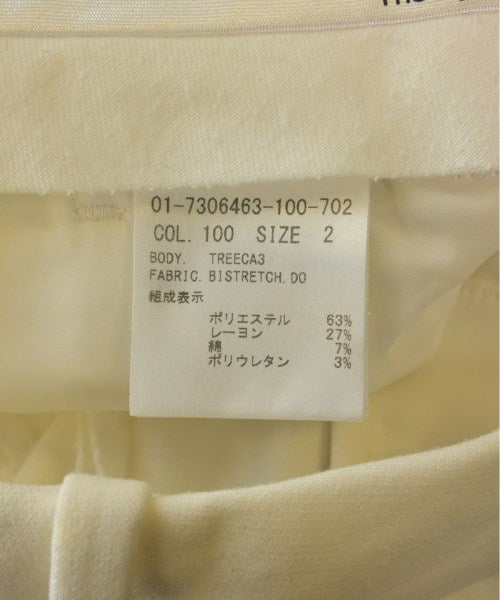 01-7306463-100-702
COL. 100 SIZE 2
BODY. TREECA3
FABRIC. BISTRETCH. DO
組成表示
ポリエステル 63%
レーヨン 27%
綿 7%
ポリウレタン 3%